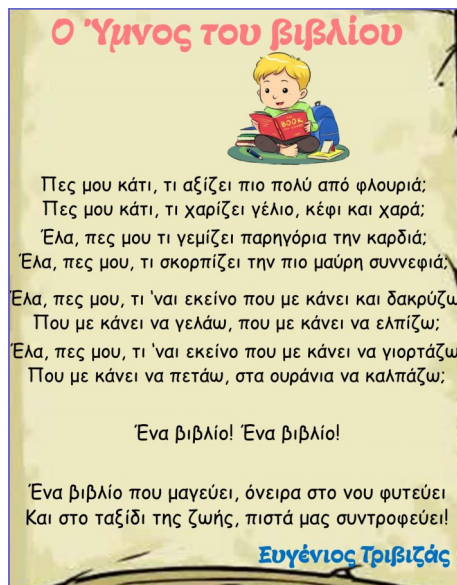 Ο Ύμνος του βιβλίου
BOOK
Πες μου κάτι, τι αξίζει πιο πολύ από φλουριά;
Πες μου κάτι, τι χαρίζει γέλιο, κέφι και χαρά;
Έλα, πες μου τι γεμίζει παρηγόρια την καρδιά;
Έλα, πες μου, τι σκορπίζει την πιο μαύρη συννεφιά;
Έλα, πες μου, τι 'ναι εκείνο που με κάνει και δακρύζω
Που με κάνει να γελάω, που με κάνει να ελπίζω;
Έλα, πες μου, τι 'ναι εκείνο που με κάνει να γιορτάζω
Που με κάνει να πετάω, στα ουράνια να καλπάζω;
Ένα βιβλίο! Ένα βιβλίο!
Ένα βιβλίο που μαγεύει, όνειρα στο νου φυτεύει
Και στο ταξίδι της ζωής, πιστά μας συντροφεύει!
Ευγένιος Τριβιζάς